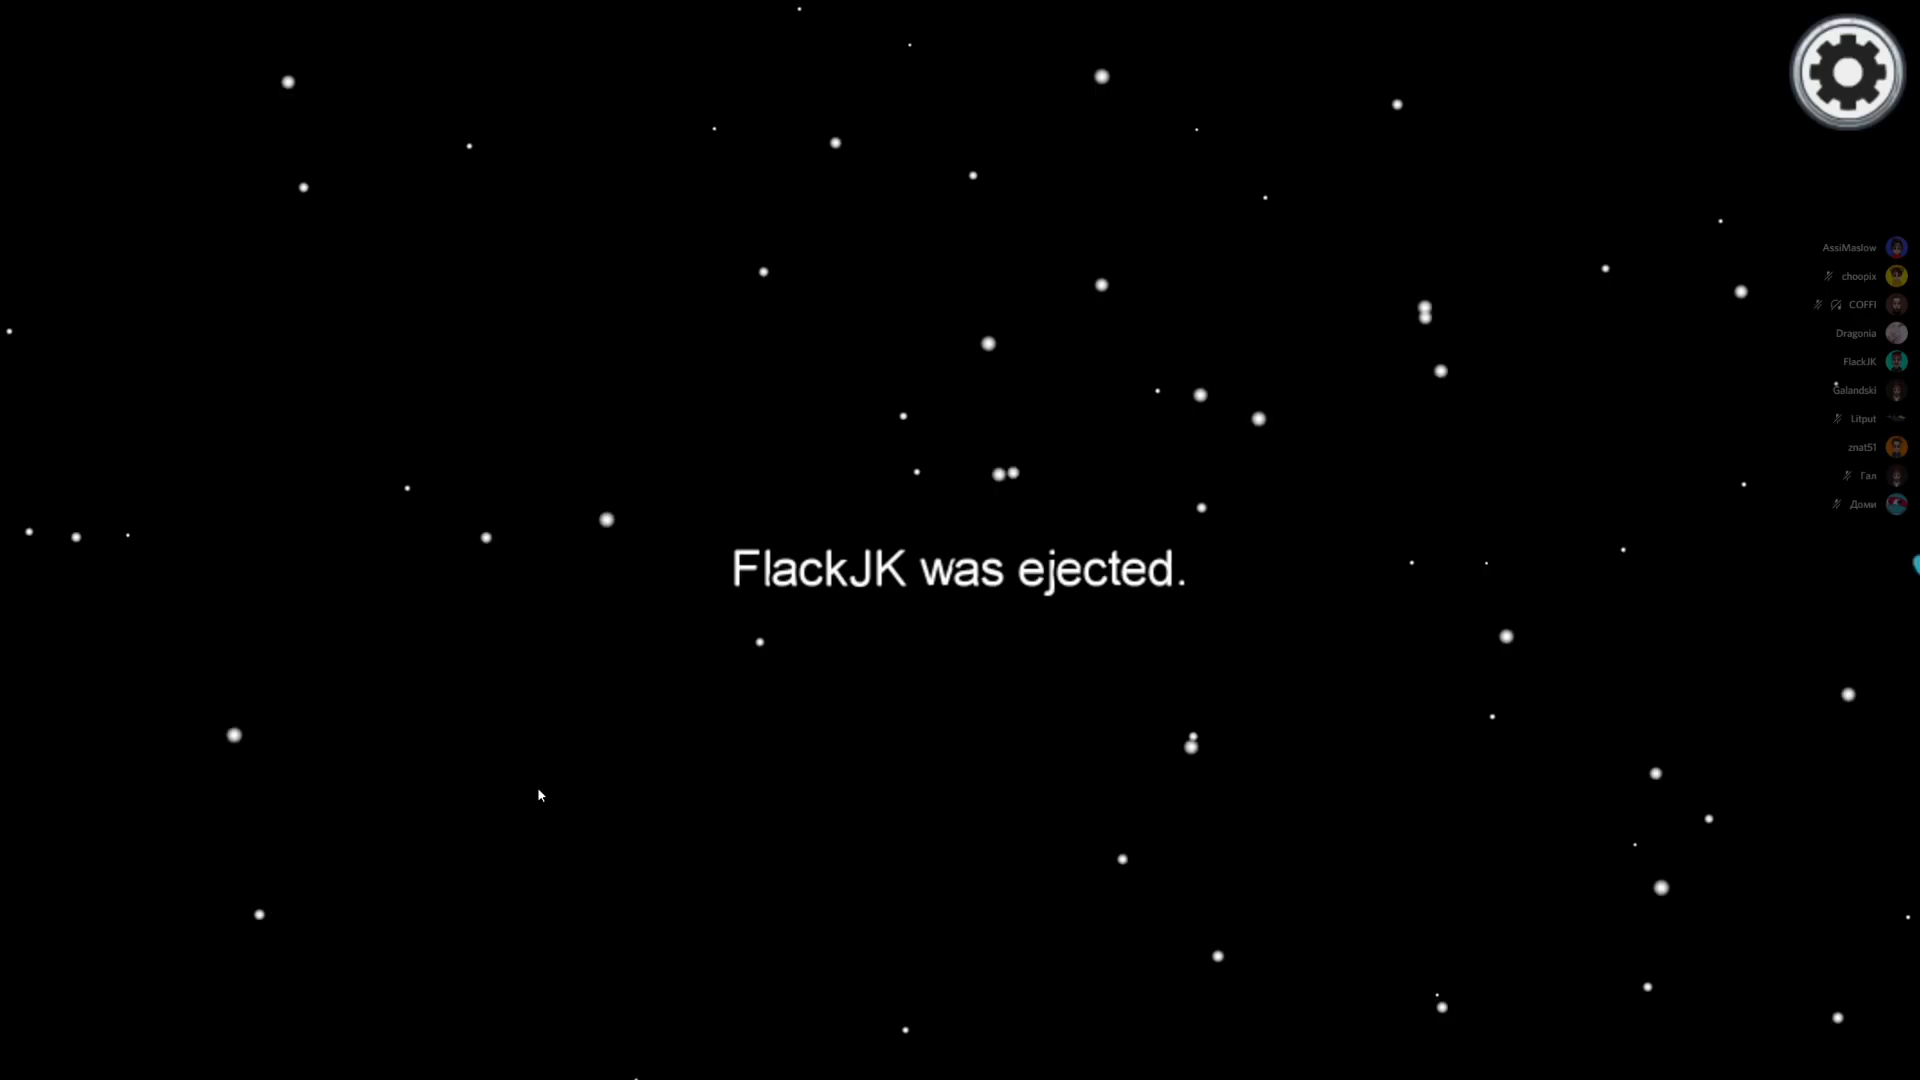 AssiMaslow
choopix
COFFI
Dragonia
FlackJK
Galandski
Litput
znat51
Гал
Доми
FlackJK was ejected.